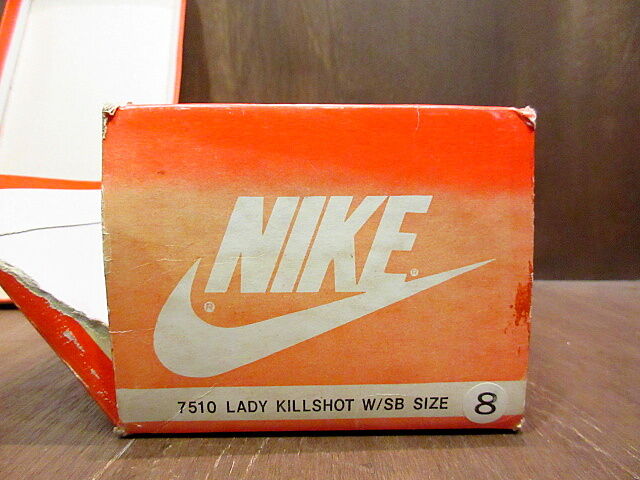 NIKE
®
®
7510 LADY KILLSHOT W/SB SIZE 8